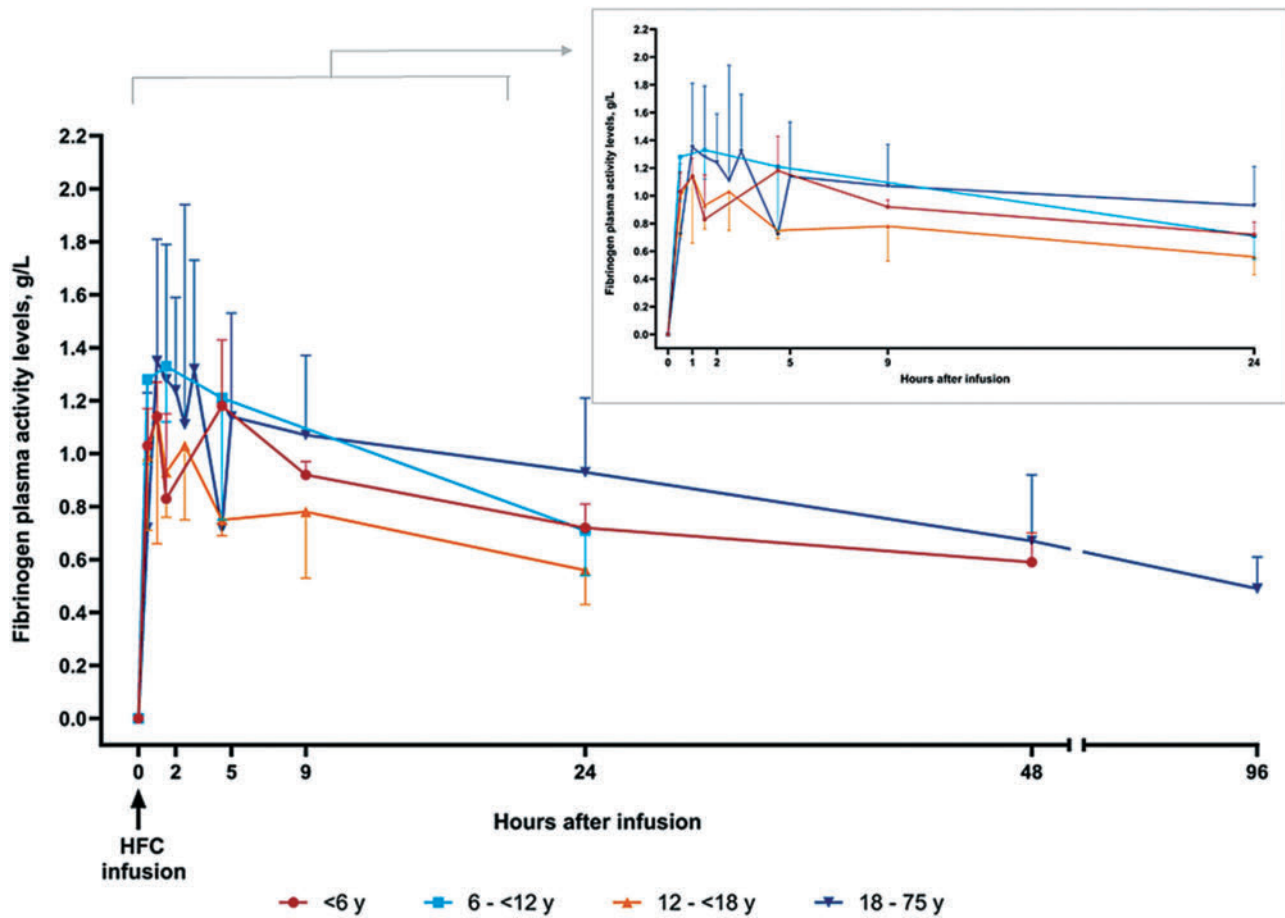 2.2
2.0
1.8
1.6
1.4
1.2
1.0
0.8
0.6
0.4
0.2
0.0
Fibrinogen plasma activity levels, g/L
0 2 5 9 24 48 96
Hours after infusion
HFC
infusion
2.2
2.0
1.8
1.6
1.4
1.2
1.0
0.8
0.6
0.4
0.2
0.0
Fibrinogen plasma activity levels, g/L
0 1 2 5 9 24
Hours after infusion
<6 y 6 - <12 y 12 - <18 y 18 - 75 y